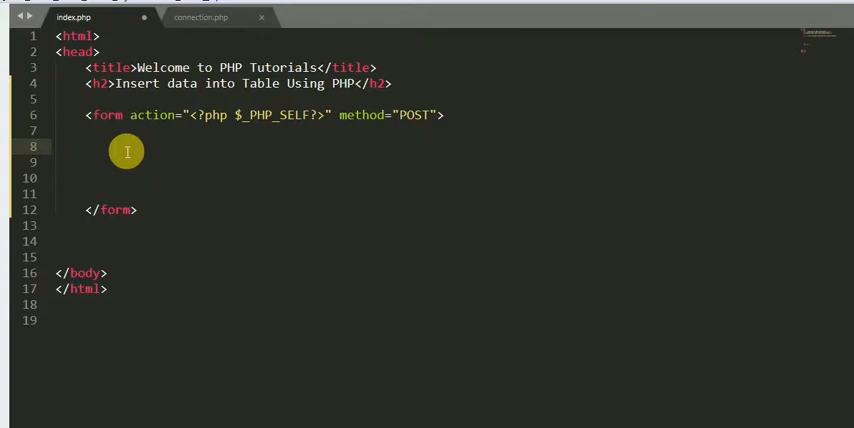 index.php connection.php
1 <html>
2 <head>
3 <title>Welcome to PHP Tutorials</title>
4 <h2>Insert data into Table Using PHP</h2>
5
6 <form action="<?php $_PHP_SELF?>" method="POST">
7
8
9
10
11
12 </form>
13
14
15
16 </body>
17 </html>
18
19